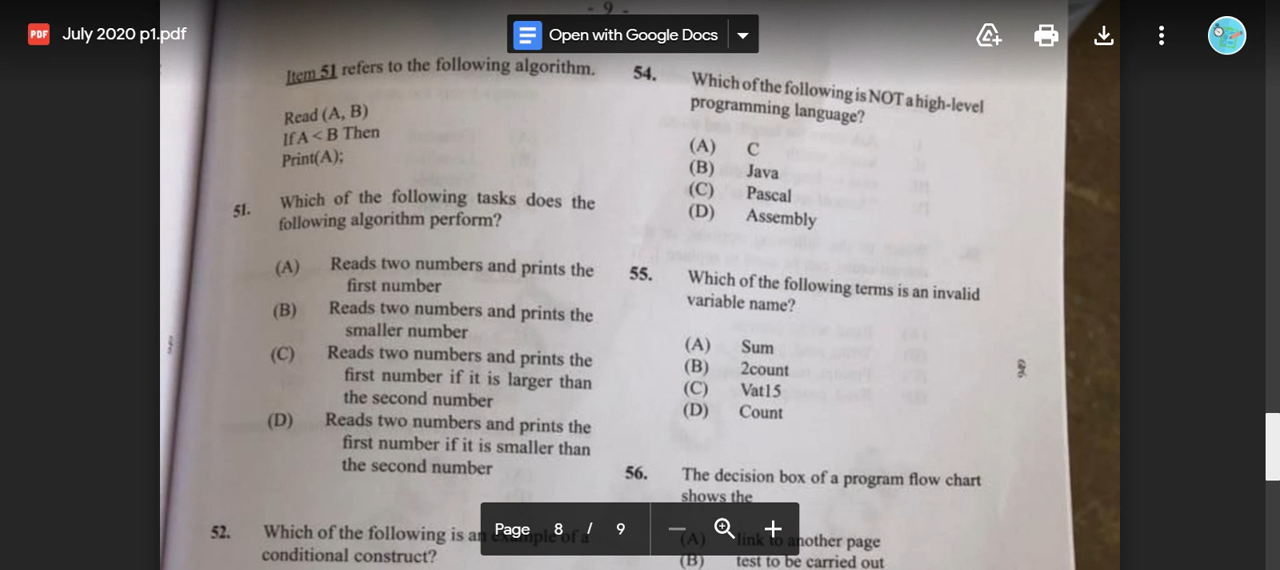 July 2020 p1.pdf
Open with Google Docs
- 9 -
Item 51 refers to the following algorithm.
Read (A, B)
If A < B Then
Print(A);
51. Which of the following tasks does the
following algorithm perform?
(A) Reads two numbers and prints the
first number
(B) Reads two numbers and prints the
smaller number
(C) Reads two numbers and prints the
first number if it is larger than
the second number
(D) Reads two numbers and prints the
first number if it is smaller than
the second number
52. Which of the following is an example of a
conditional construct?
54. Which of the following is NOT a high-level
programming language?
(A) C
(B) Java
(C) Pascal
(D) Assembly
55. Which of the following terms is an invalid
variable name?
(A) Sum
(B) 2count
(C) Vat15
(D) Count
56. The decision box of a program flow chart
shows the
(A) link to another page
(B) test to be carried out
Page 8 / 9